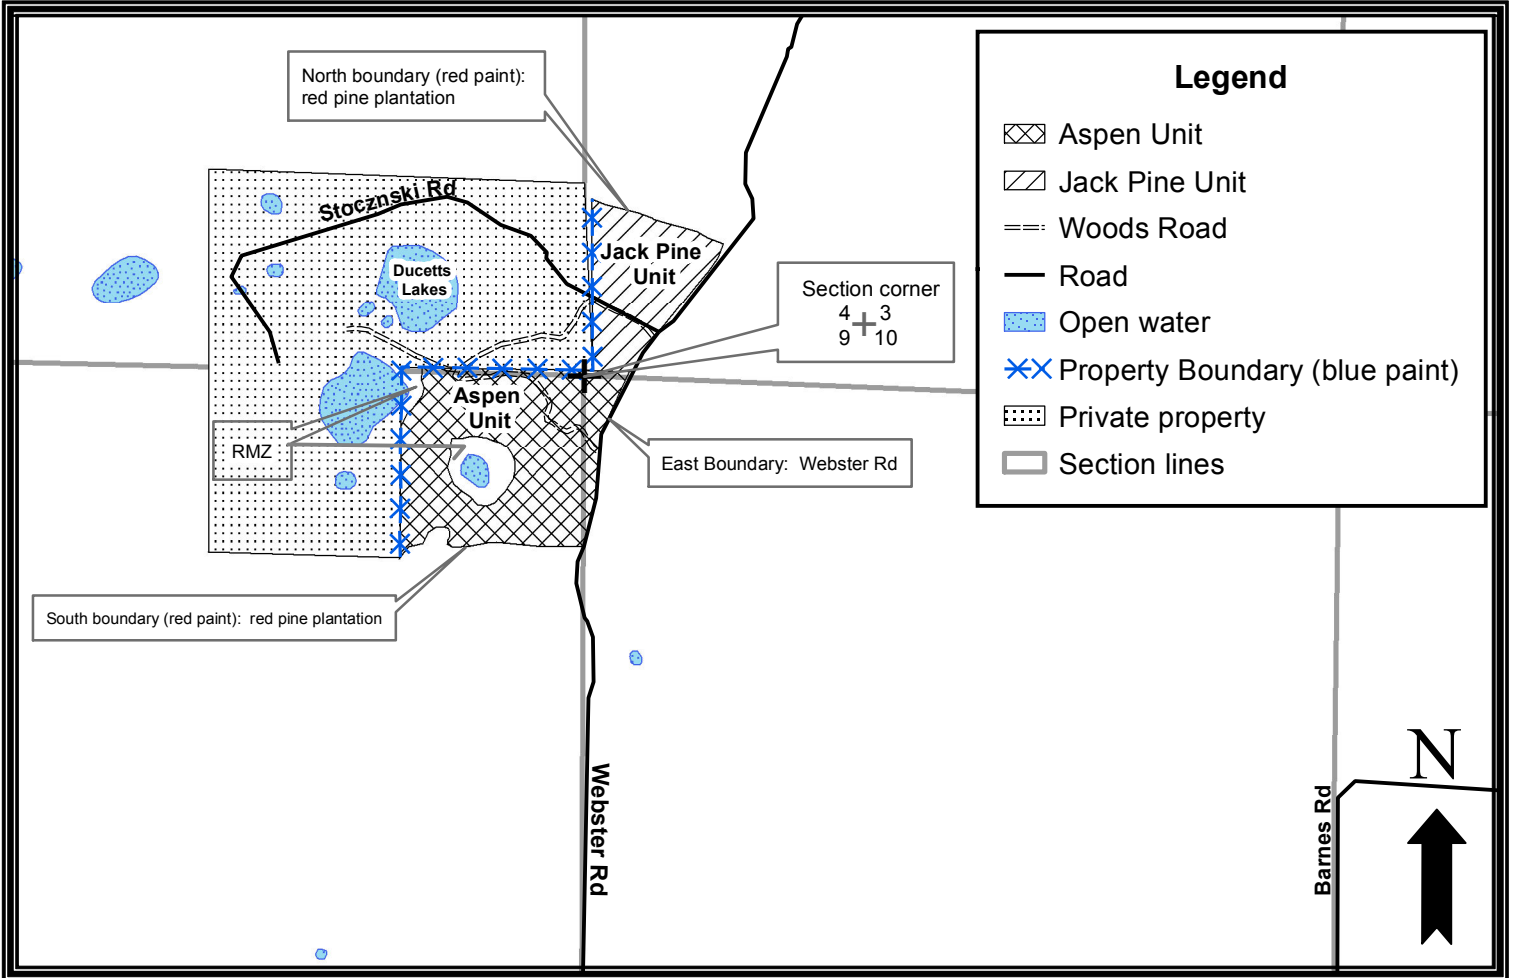 North boundary (red paint):
red pine plantation
Legend
Aspen Unit
Jack Pine Unit
Woods Road
Road
Open water
Property Boundary (blue paint)
Private property
Section lines
Stocznski Rd
Jack Pine
Unit
Ducetts
Lakes
Section corner
4 3
9 10
Aspen
Unit
RMZ
East Boundary: Webster Rd
South boundary (red paint): red pine plantation
Webster Rd
Barnes Rd
N